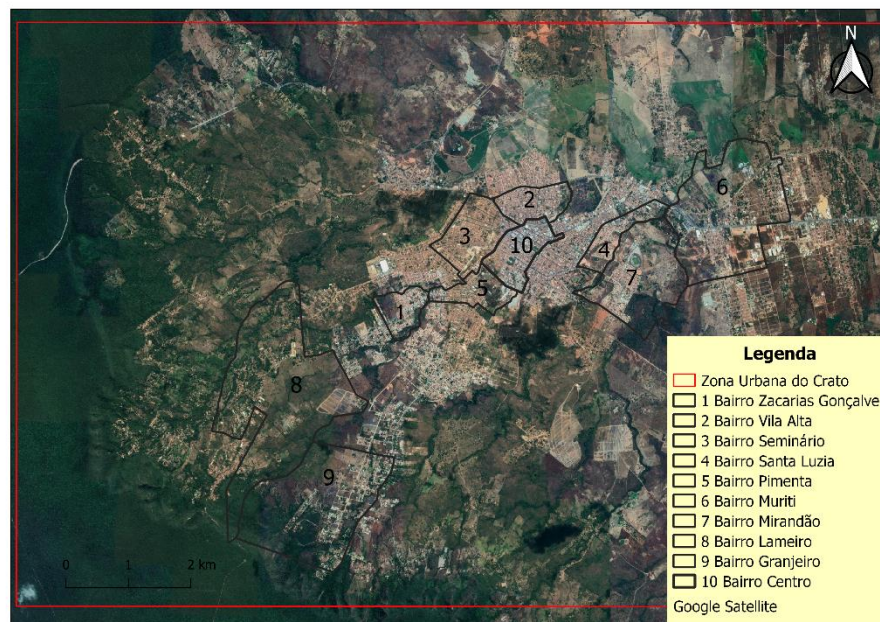 N
6
2
3
10
4
7
5
1
8
9
0 1 2 km
Legenda
Zona Urbana do Crato
1 Bairro Zacarias Gonçalve
2 Bairro Vila Alta
3 Bairro Seminário
4 Bairro Santa Luzia
5 Bairro Pimenta
6 Bairro Muriti
7 Bairro Mirandão
8 Bairro Lameiro
9 Bairro Granjeiro
10 Bairro Centro
Google Satellite